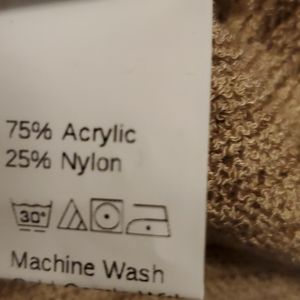 75% Acrylic
25% Nylon
30°
Machine Wash